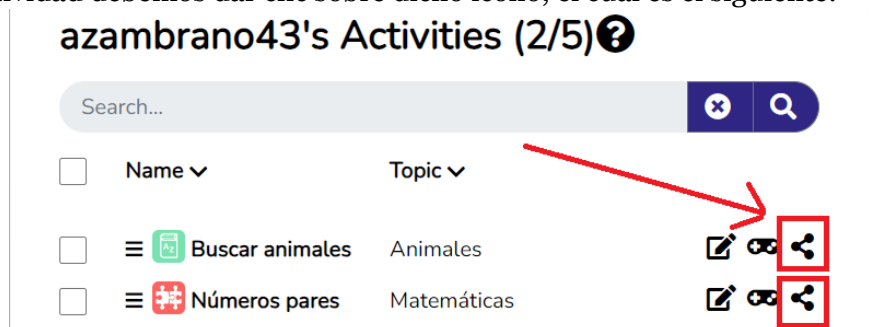 azambrano43's Activities (2/5)?
Search...
Name Topic
Buscar animales Animales
Números pares Matemáticas